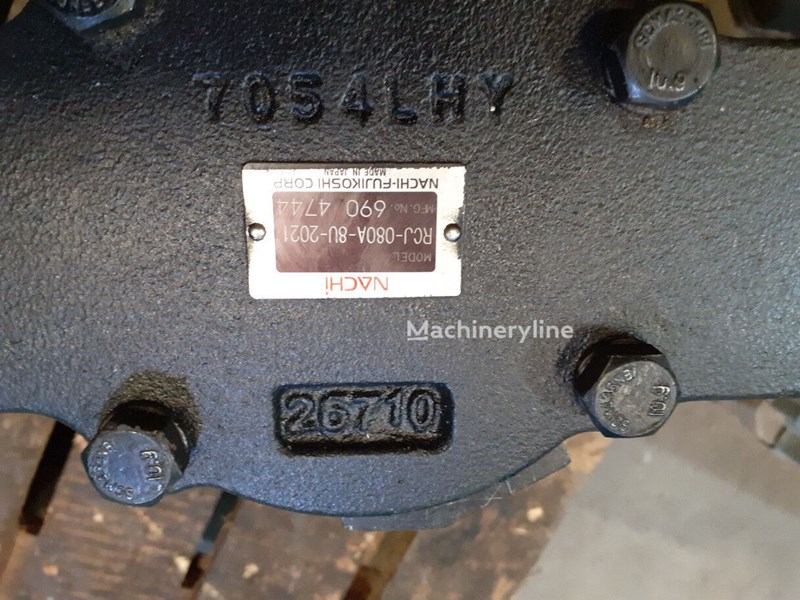 7054LHY
NACHi
MODEL
RCJ-080A-8U-2021
MFG. No. 690 4744
NACHI-FUJIKOSHI CORP
MADE IN JAPAN
Machineryline
26710
10.9
10.9
10.9